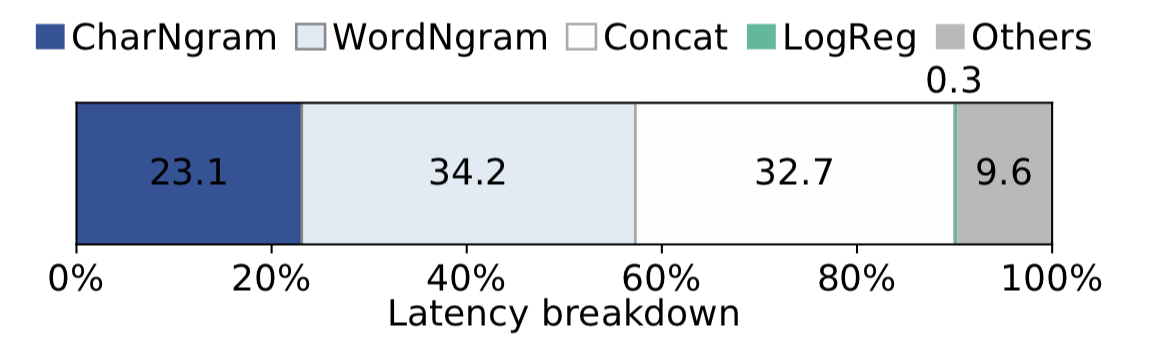 CharNgram WordNgram Concat LogReg Others
0.3
23.1 34.2 32.7 9.6
0% 20% 40% 60% 80% 100%
Latency breakdown